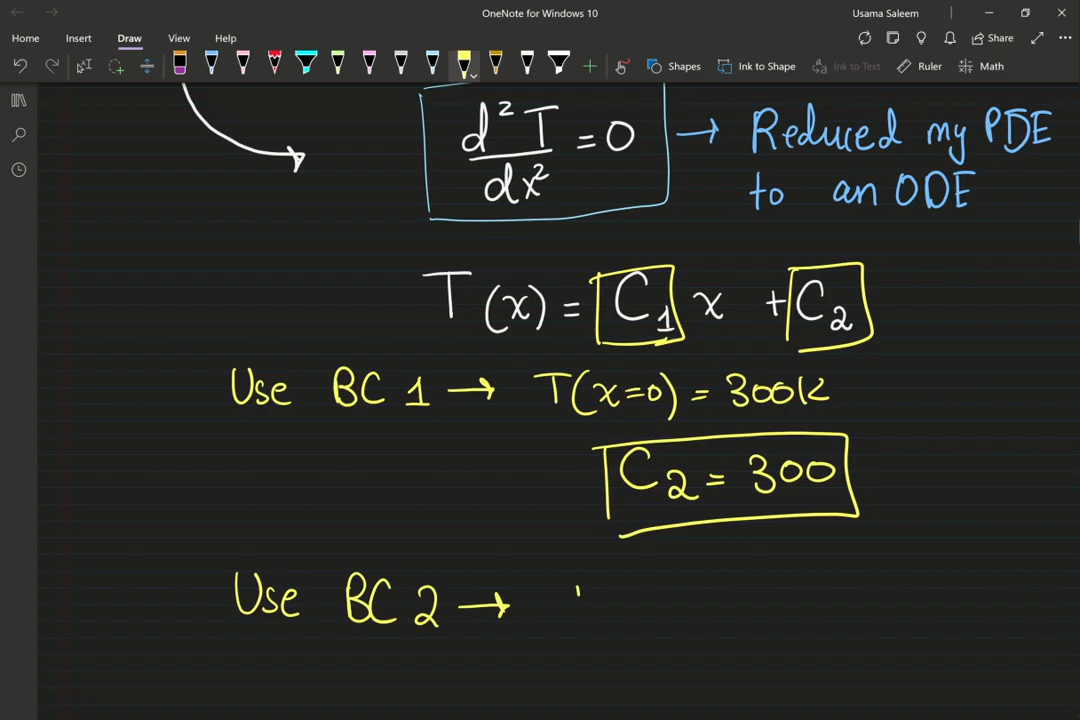 OneNote for Windows 10
Usama Saleem
Home Insert Draw View Help
Share
Shapes Ink to Shape Ink to Text Ruler Math
d²T/dx² = 0 → Reduced my PDE
to an ODE
T(x) = C₁ x + C₂
Use BC 1 → T(x=0) = 300K
C₂ = 300
Use BC 2 →